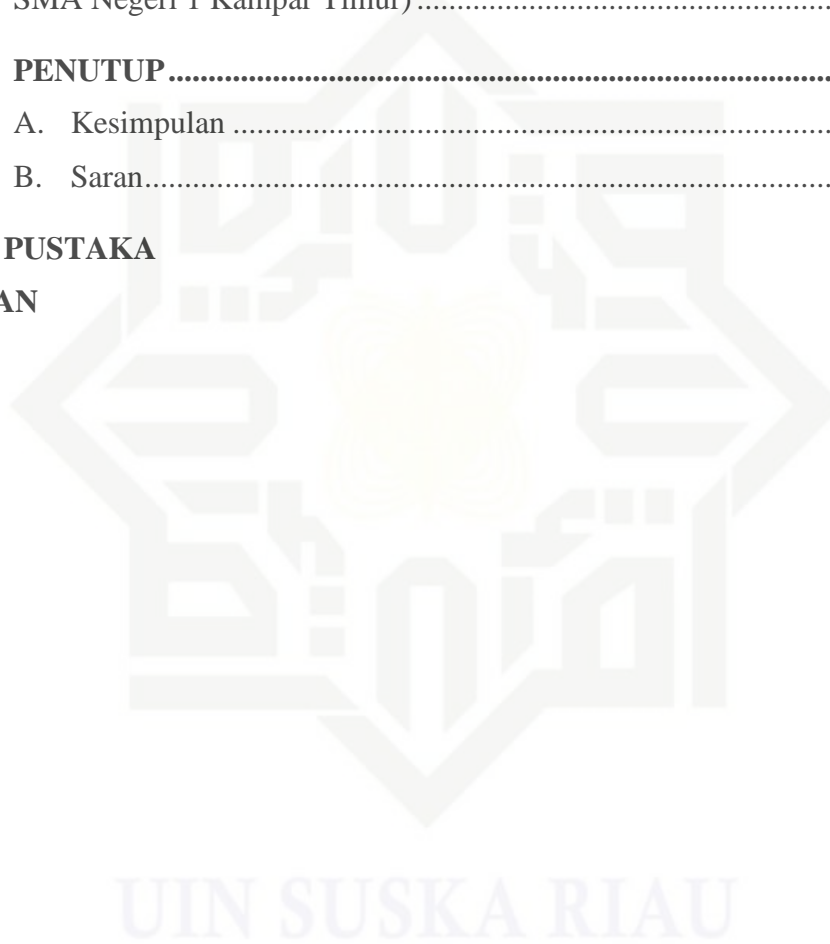 SMA Negeri 1 Kampar Timur)..........................................................
PENUTUP....................................................................................
A. Kesimpulan ............................................................................
B. Saran.......................................................................................
PUSTAKA
AN
UIN SUSKA RIAU